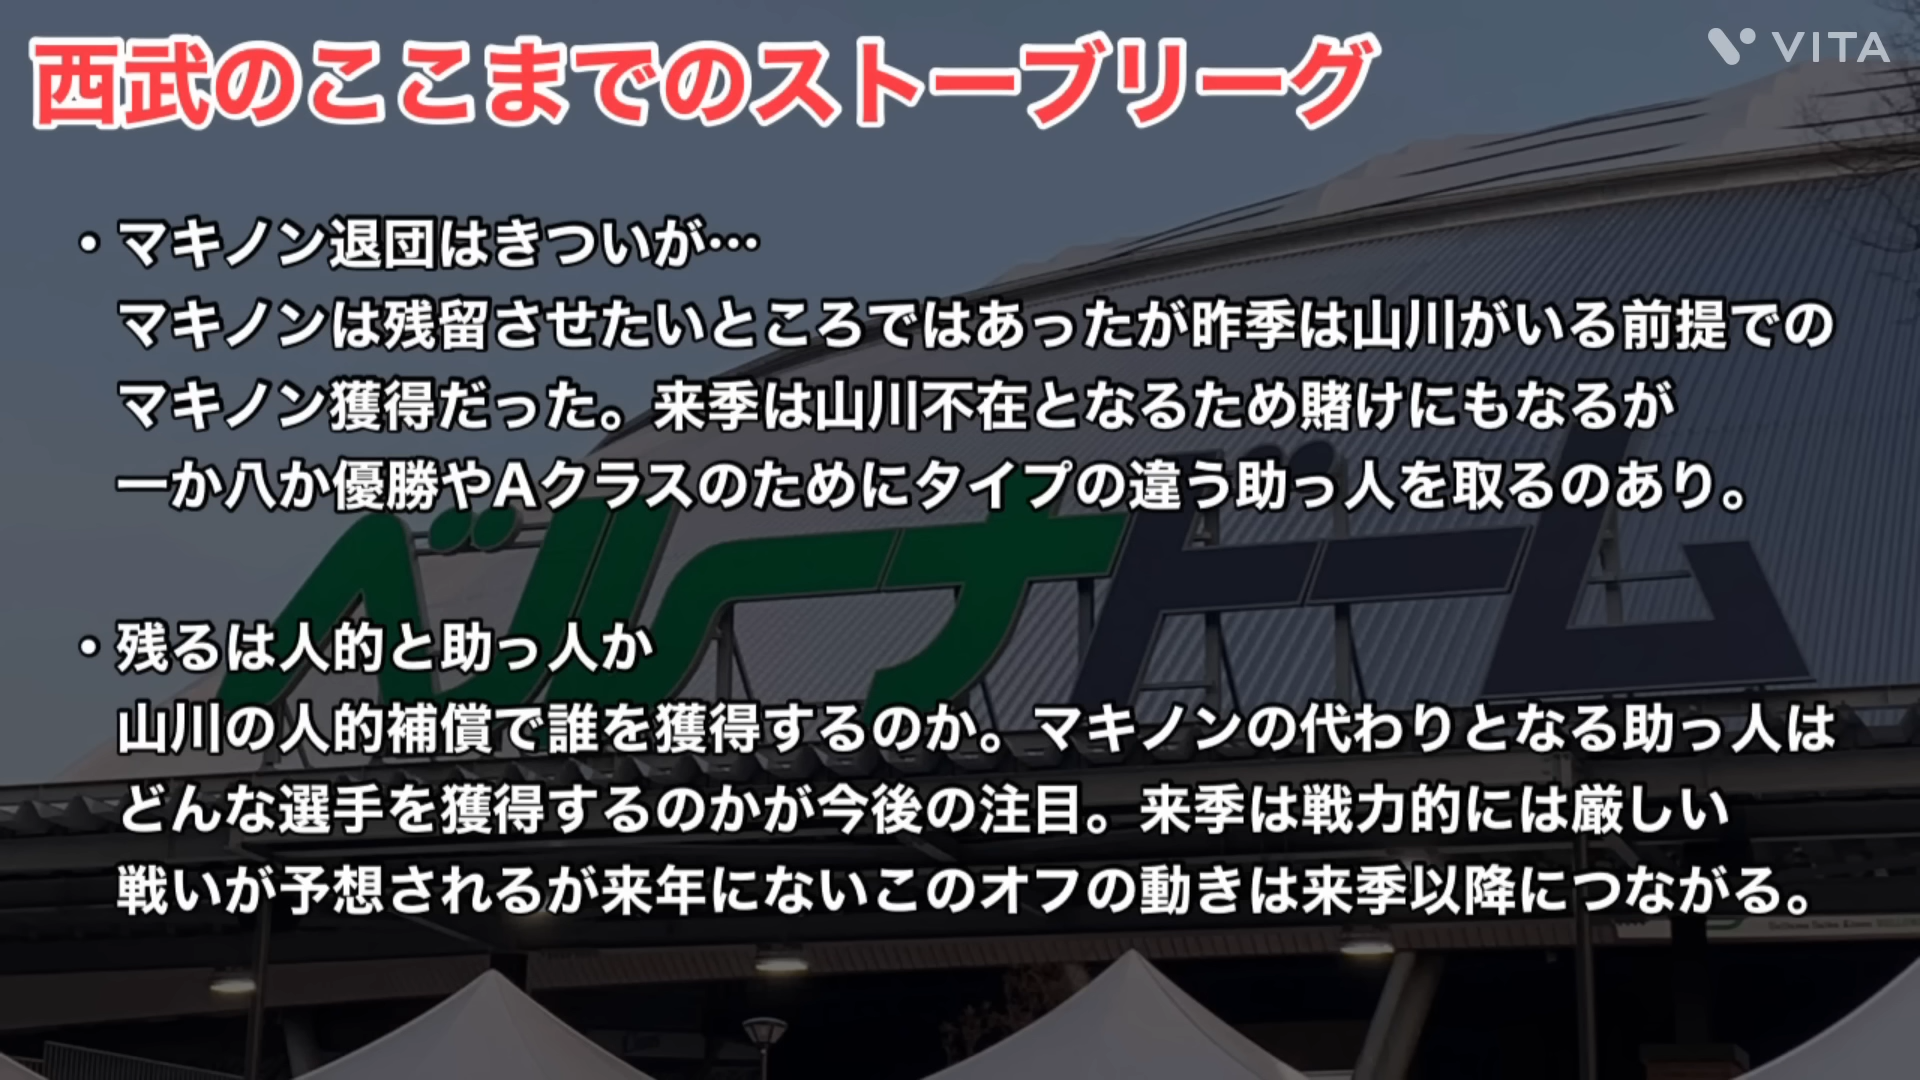 西武のここまでのストーブリーグ
VITA
・マキノン退団はきついが…
マキノンは残留させたいところではあったが昨季は山川がいる前提での
マキノン獲得だった。来季は山川不在となるため賭けにもなるが
一か八か優勝やAクラスのためにタイプの違う助っ人を取るのあり。
ベルーナドーム
・残るは人的と助っ人か
山川の人的補償で誰を獲得するのか。マキノンの代わりとなる助っ人は
どんな選手を獲得するのかが今後の注目。来季は戦力的には厳しい
戦いが予想されるが来年にないこのオフの動きは来季以降につながる。